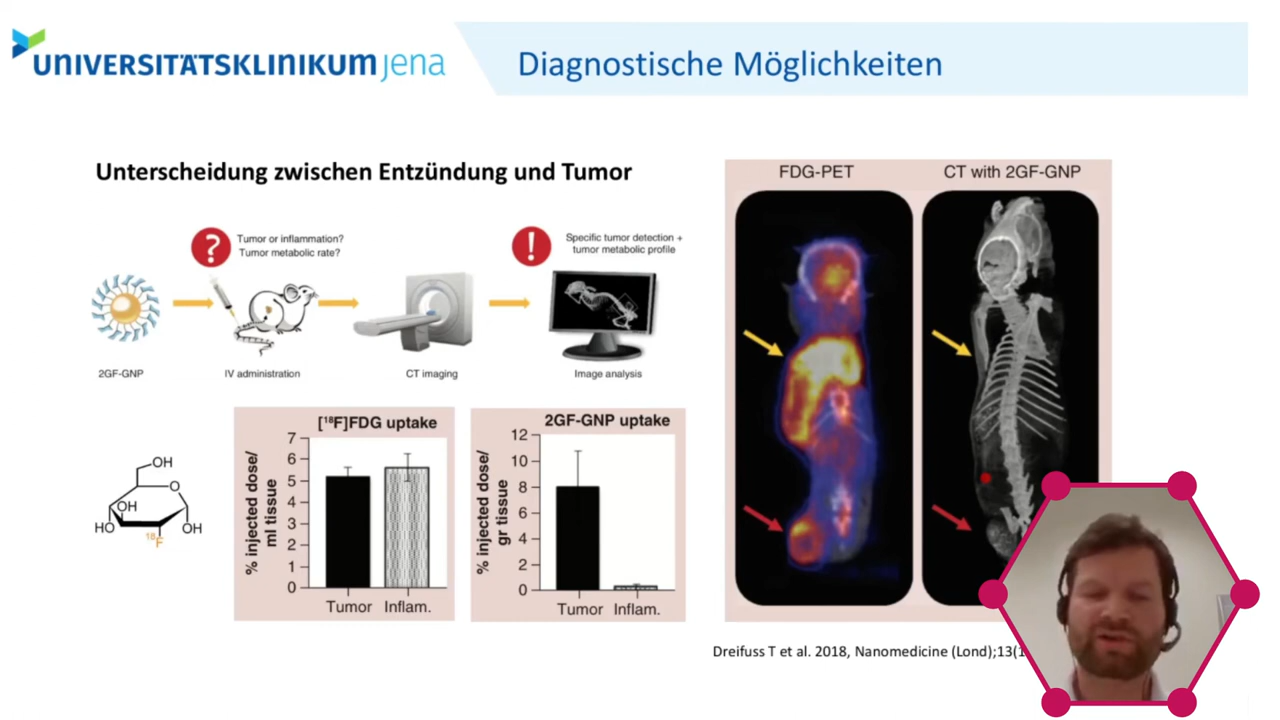 UNIVERSITÄTSKLINIKUM jena
Diagnostische Möglichkeiten
Unterscheidung zwischen Entzündung und Tumor
?
Tumor or inflammation?
Tumor metabolic rate?
!
Specific tumor detection +
tumor metabolic profile
2GF-GNP
IV administration
CT imaging
Image analysis
OH
O
OH
HO
OH
18F
[18F]FDG uptake
% injected dose/
ml tissue
7
6
5
4
3
2
1
0
Tumor Inflam.
2GF-GNP uptake
% injected dose/
gr tissue
12
10
8
6
4
2
0
Tumor Inflam.
FDG-PET
CT with 2GF-GNP
Dreifuss T et al. 2018, Nanomedicine (Lond);13(1